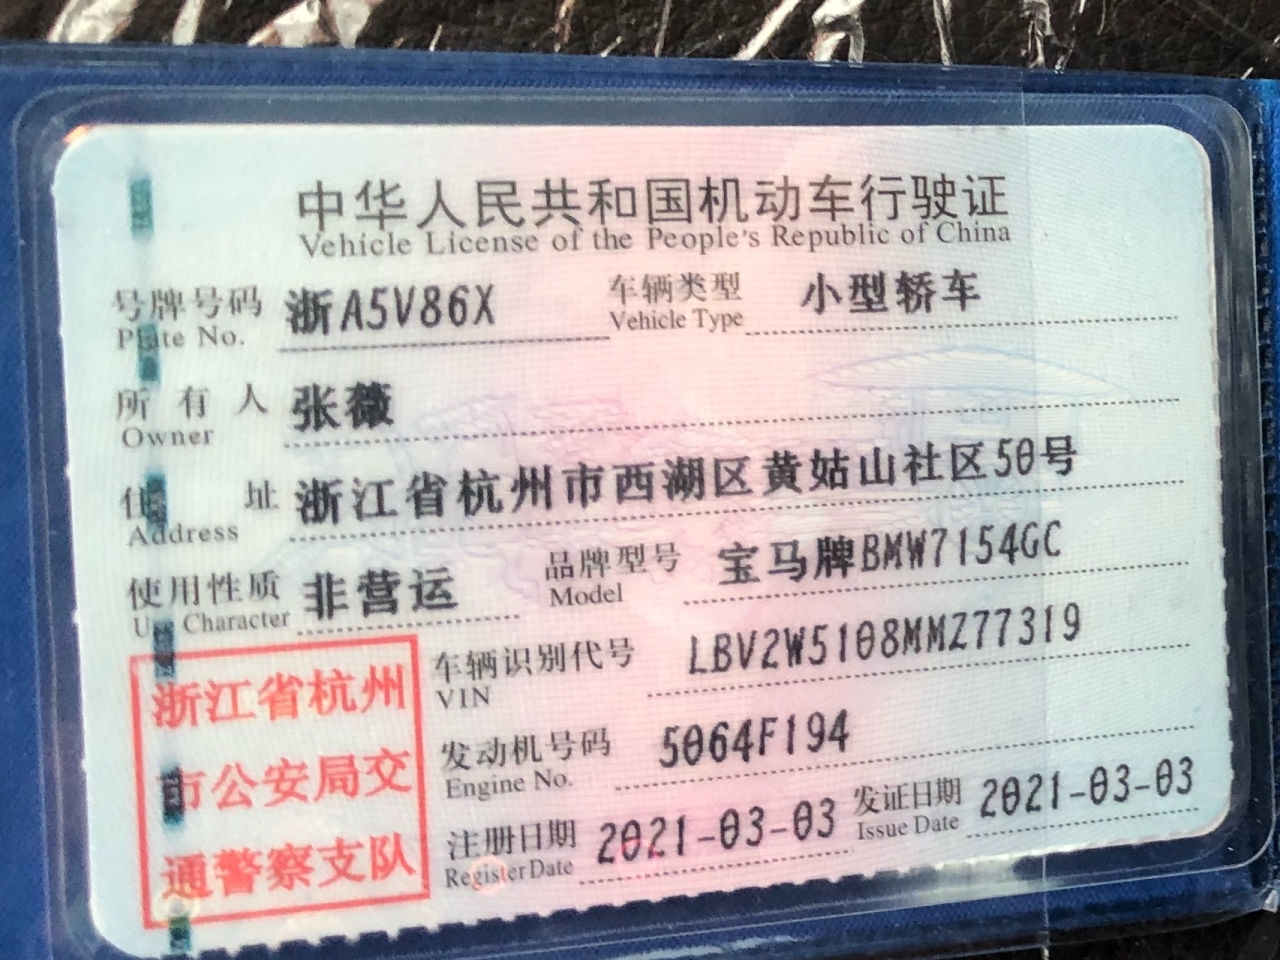 中华人民共和国机动车行驶证
Vehicle License of the People's Republic of China
号牌号码 浙A5V86X 车辆类型 小型轿车
Plate No. Vehicle Type
所有人 张薇
Owner
住址 浙江省杭州市西湖区黄姑山社区50号
Address
使用性质 非营运 品牌型号 宝马牌BMW7154GC
Use Character Model
车辆识别代号 LBV2W5108MMZ77319
VIN
发动机号码 5064F194
Engine No.
注册日期 2021-03-03 发证日期 2021-03-03
Register Date Issue Date
浙江省杭州
市公安局交
通警察支队